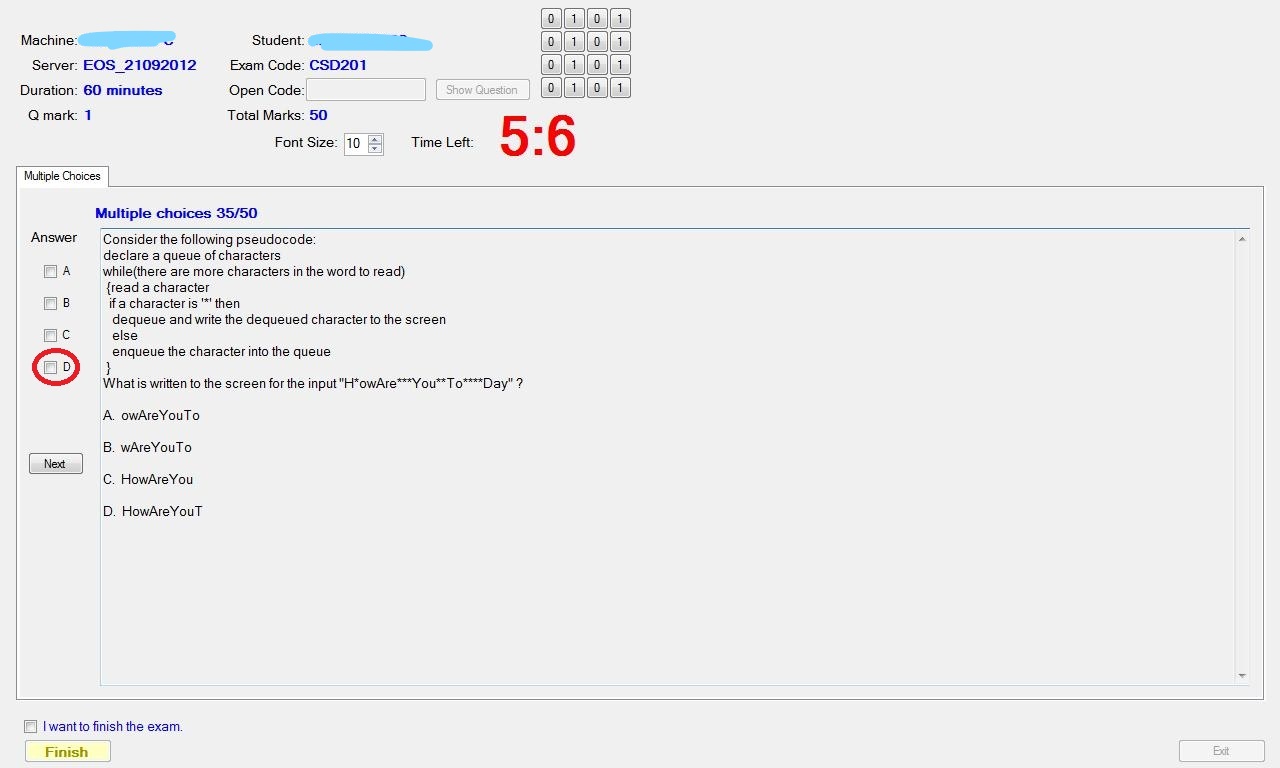 0 1 0 1
Machine:
Student:
0 1 0 1
Server: EOS_21092012
Exam Code: CSD201
0 1 0 1
Duration: 60 minutes
Open Code:
Show Question
0 1 0 1
Q mark: 1
Total Marks: 50
Font Size: 10
Time Left: 5:6
Multiple Choices
Multiple choices 35/50
Answer
A
B
C
D
Next
Consider the following pseudocode:
declare a queue of characters
while(there are more characters in the word to read)
{read a character
if a character is '*' then
dequeue and write the dequeued character to the screen
else
enqueue the character into the queue
}
What is written to the screen for the input "H*owAre***You**To****Day" ?
A. owAreYouTo
B. wAreYouTo
C. HowAreYou
D. HowAreYouT
I want to finish the exam.
Finish
Exit